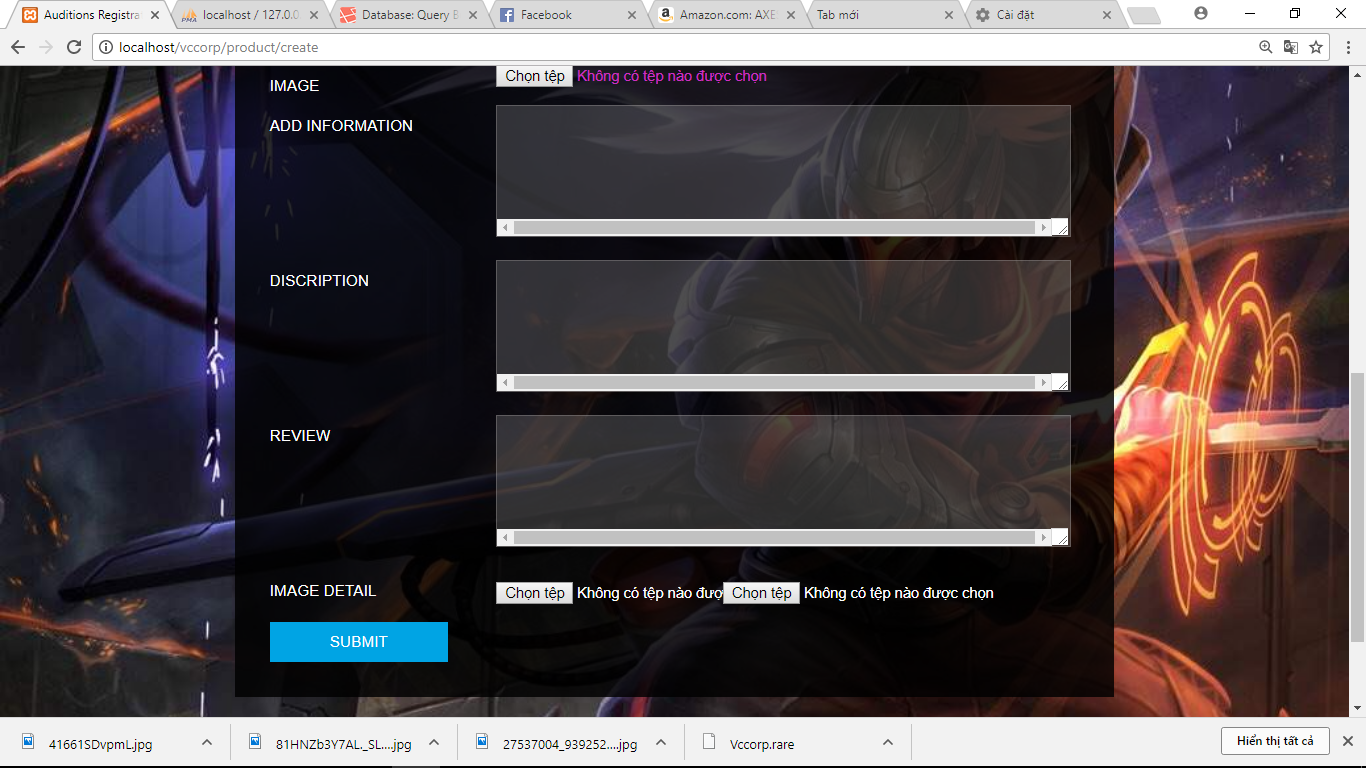 Auditions Registra
localhost / 127.0.0
Database: Query B
Facebook
Amazon.com: AXE
Tab mới
Cài đặt
localhost/vccorp/product/create
IMAGE
Chọn tệp Không có tệp nào được chọn
ADD INFORMATION
DISCRIPTION
REVIEW
IMAGE DETAIL
Chọn tệp Không có tệp nào đượ Chọn tệp Không có tệp nào được chọn
SUBMIT
41661SDvpmL.jpg
81HNZb3Y7AL._SL....jpg
27537004_939252....jpg
Vccorp.rare
Hiển thị tất cả